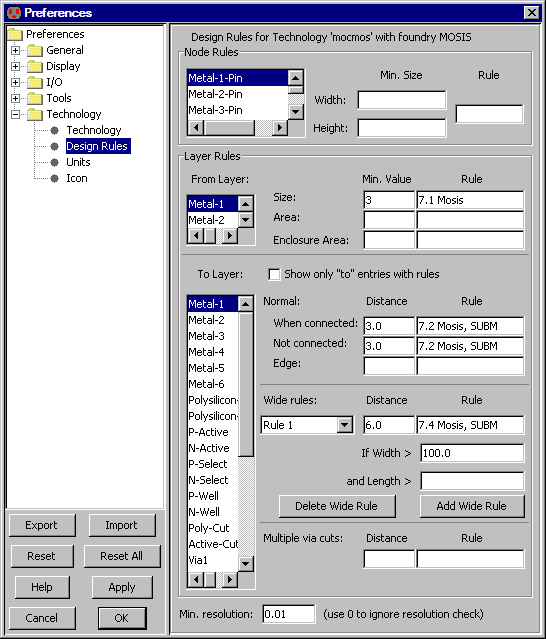 Preferences
Preferences
General
Display
I/O
Tools
Technology
Technology
Design Rules
Units
Icon
Export
Import
Reset
Reset All
Help
Apply
Cancel
OK
Design Rules for Technology 'mocmos' with foundry MOSIS
Node Rules
Metal-1-Pin
Metal-2-Pin
Metal-3-Pin
Min. Size
Rule
Width:
Height:
Layer Rules
From Layer:
Min. Value
Rule
Metal-1
Metal-2
Size:
3
7.1 Mosis
Area:
Enclosure Area:
To Layer:
Show only "to" entries with rules
Metal-1
Metal-2
Metal-3
Metal-4
Metal-5
Metal-6
Polysilicon-
Polysilicon-
P-Active
N-Active
P-Select
N-Select
P-Well
N-Well
Poly-Cut
Active-Cut
Via1
Normal:
Distance
Rule
When connected:
3.0
7.2 Mosis, SUBM
Not connected:
3.0
7.2 Mosis, SUBM
Edge:
Wide rules:
Distance
Rule
Rule 1
6.0
7.4 Mosis, SUBM
If Width >
100.0
and Length >
Delete Wide Rule
Add Wide Rule
Multiple via cuts:
Distance
Rule
Min. resolution:
0.01
(use 0 to ignore resolution check)